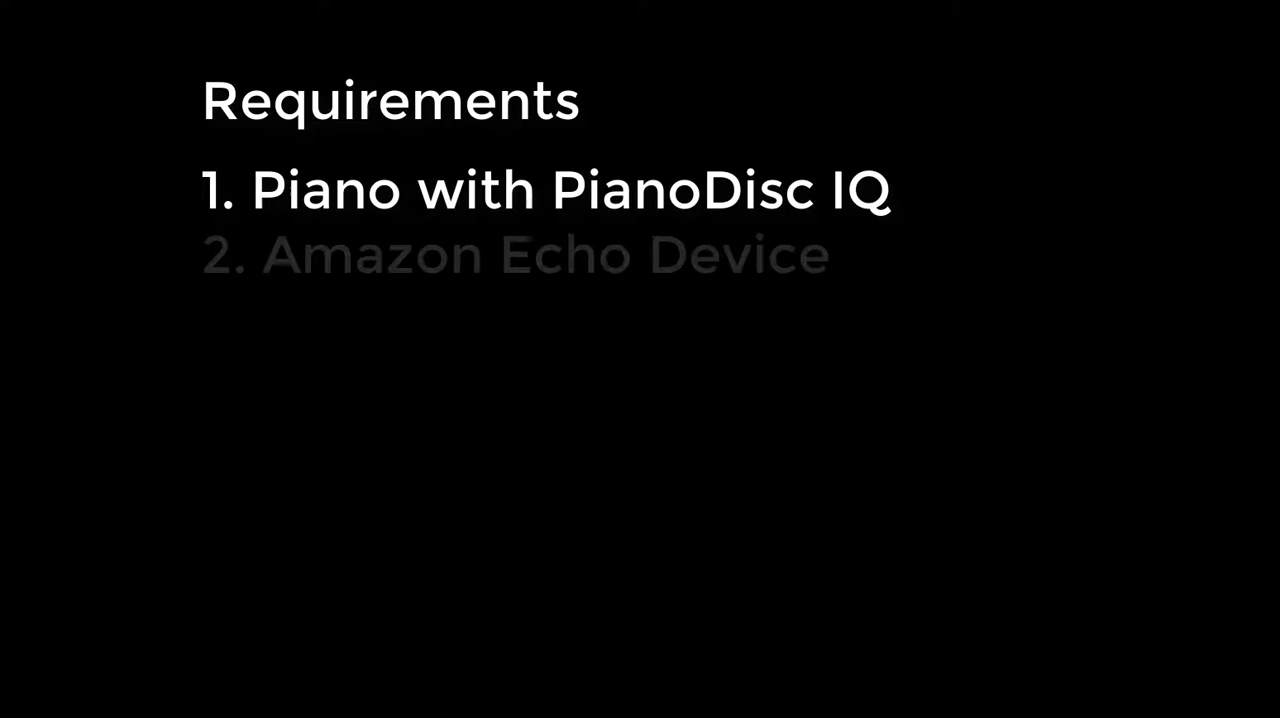 Requirements
1. Piano with PianoDisc IQ
2. Amazon Echo Device